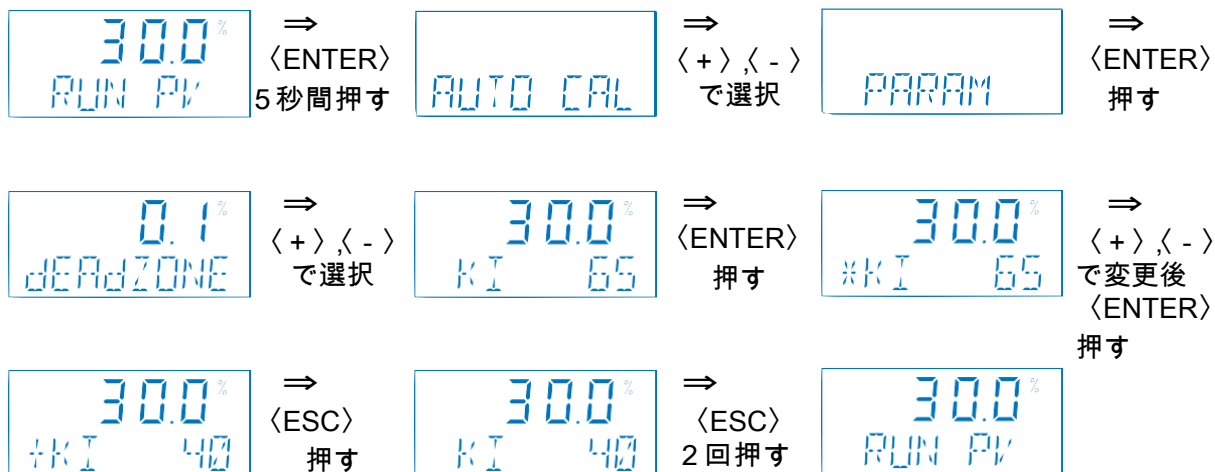 30.0%
RUN PV
⇒
〈ENTER〉
5秒間押す
AUTO CAL
⇒
〈+〉,〈-〉
で選択
PARAM
⇒
〈ENTER〉
押す
0.1%
dEAdZONE
⇒
〈+〉,〈-〉
で選択
30.0%
KI 65
⇒
〈ENTER〉
押す
30.0%
*KI 65
⇒
〈+〉,〈-〉
で変更後
〈ENTER〉
押す
30.0%
+KI 40
⇒
〈ESC〉
押す
30.0%
KI 40
⇒
〈ESC〉
2回押す
30.0%
RUN PV